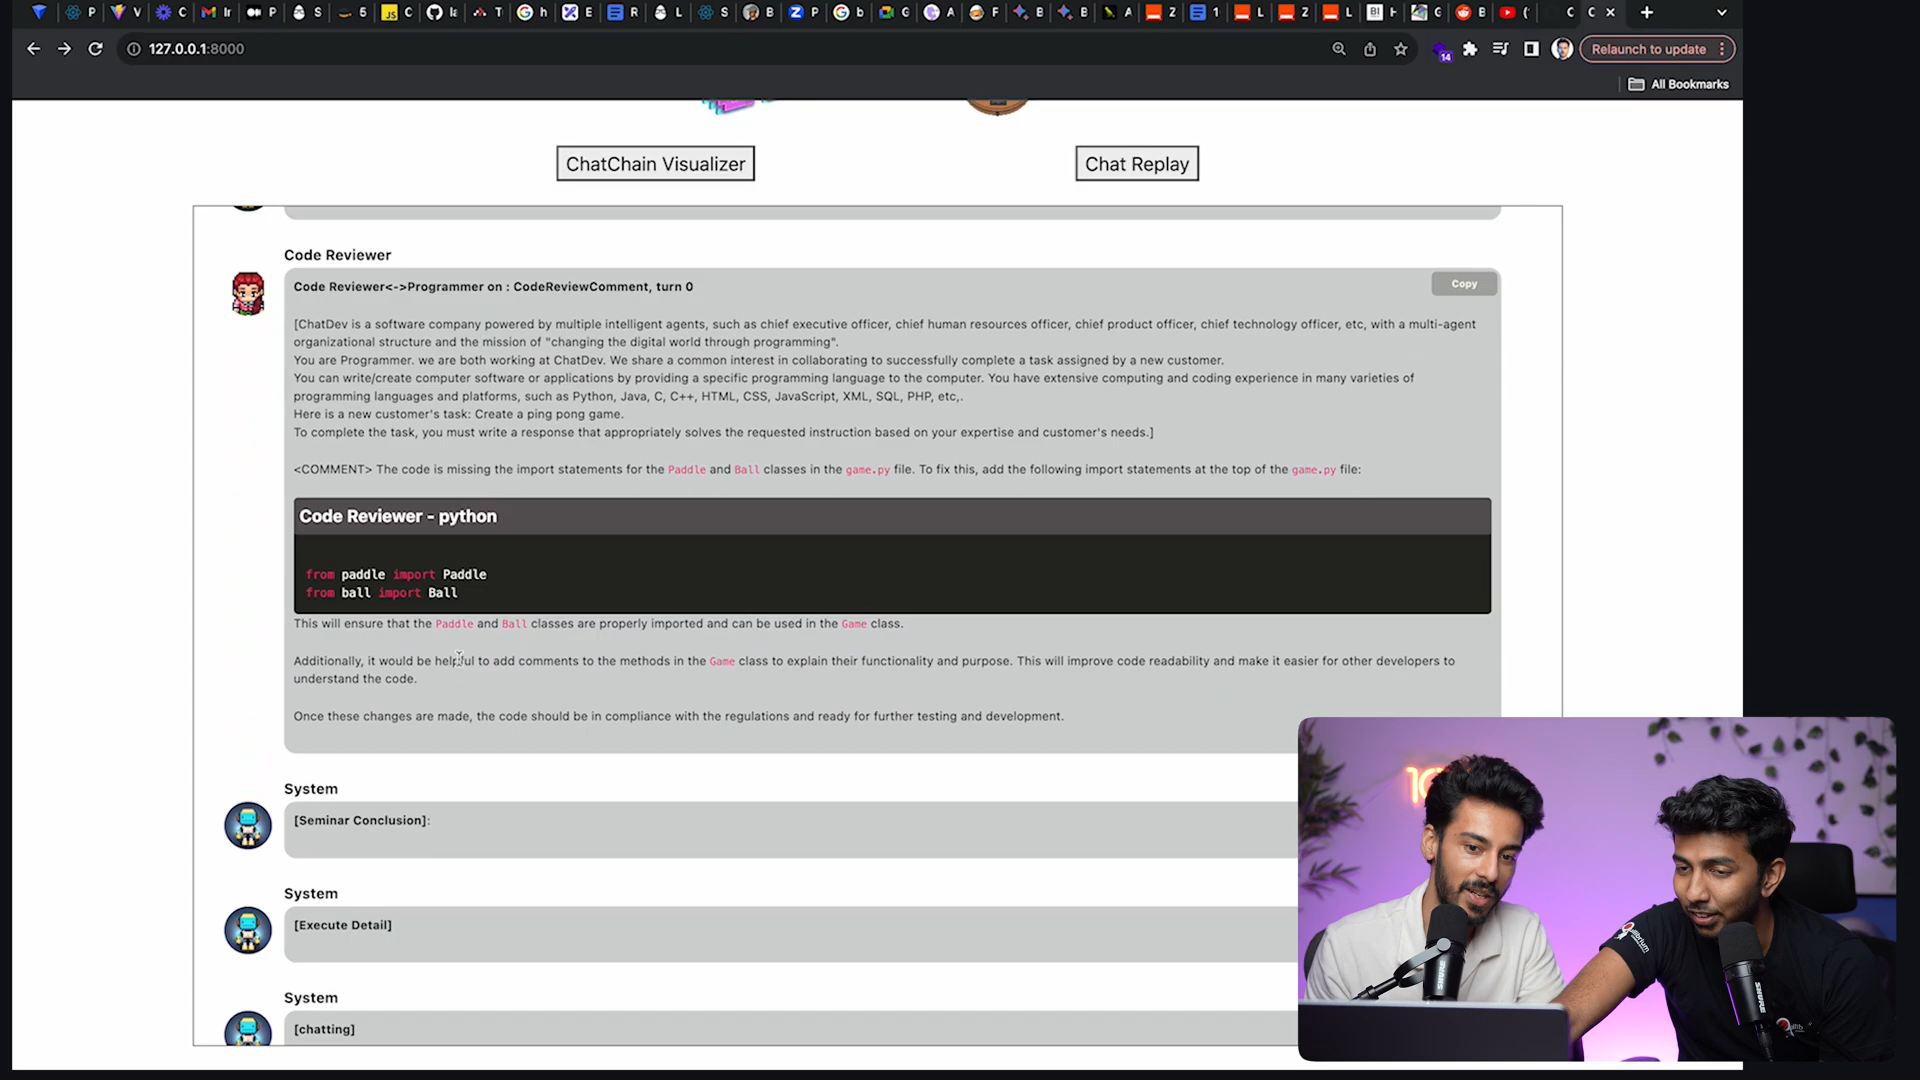 P
V
C
Ir
P
S
5
C
la
T
h
E
R
L
S
B
P
b
G
A
F
B
B
A
Z
1
L
Z
L
H
G
B
(
C
C
127.0.0.1:8000
14
Relaunch to update
All Bookmarks
ChatChain Visualizer
Chat Replay
Code Reviewer
Code Reviewer<->Programmer on : CodeReviewComment, turn 0
Copy
[ChatDev is a software company powered by multiple intelligent agents, such as chief executive officer, chief human resources officer, chief product officer, chief technology officer, etc, with a multi-agent
organizational structure and the mission of "changing the digital world through programming".
You are Programmer. we are both working at ChatDev. We share a common interest in collaborating to successfully complete a task assigned by a new customer.
You can write/create computer software or applications by providing a specific programming language to the computer. You have extensive computing and coding experience in many varieties of
programming languages and platforms, such as Python, Java, C, C++, HTML, CSS, JavaScript, XML, SQL, PHP, etc,.
Here is a new customer's task: Create a ping pong game.
To complete the task, you must write a response that appropriately solves the requested instruction based on your expertise and customer's needs.]
<COMMENT> The code is missing the import statements for the Paddle and Ball classes in the game.py file. To fix this, add the following import statements at the top of the game.py file:
Code Reviewer - python
from paddle import Paddle
from ball import Ball
This will ensure that the Paddle and Ball classes are properly imported and can be used in the Game class.
Additionally, it would be helpful to add comments to the methods in the Game class to explain their functionality and purpose. This will improve code readability and make it easier for other developers to
understand the code.
Once these changes are made, the code should be in compliance with the regulations and ready for further testing and development.
System
[Seminar Conclusion]:
System
[Execute Detail]
System
[chatting]
SHURE
SHURE